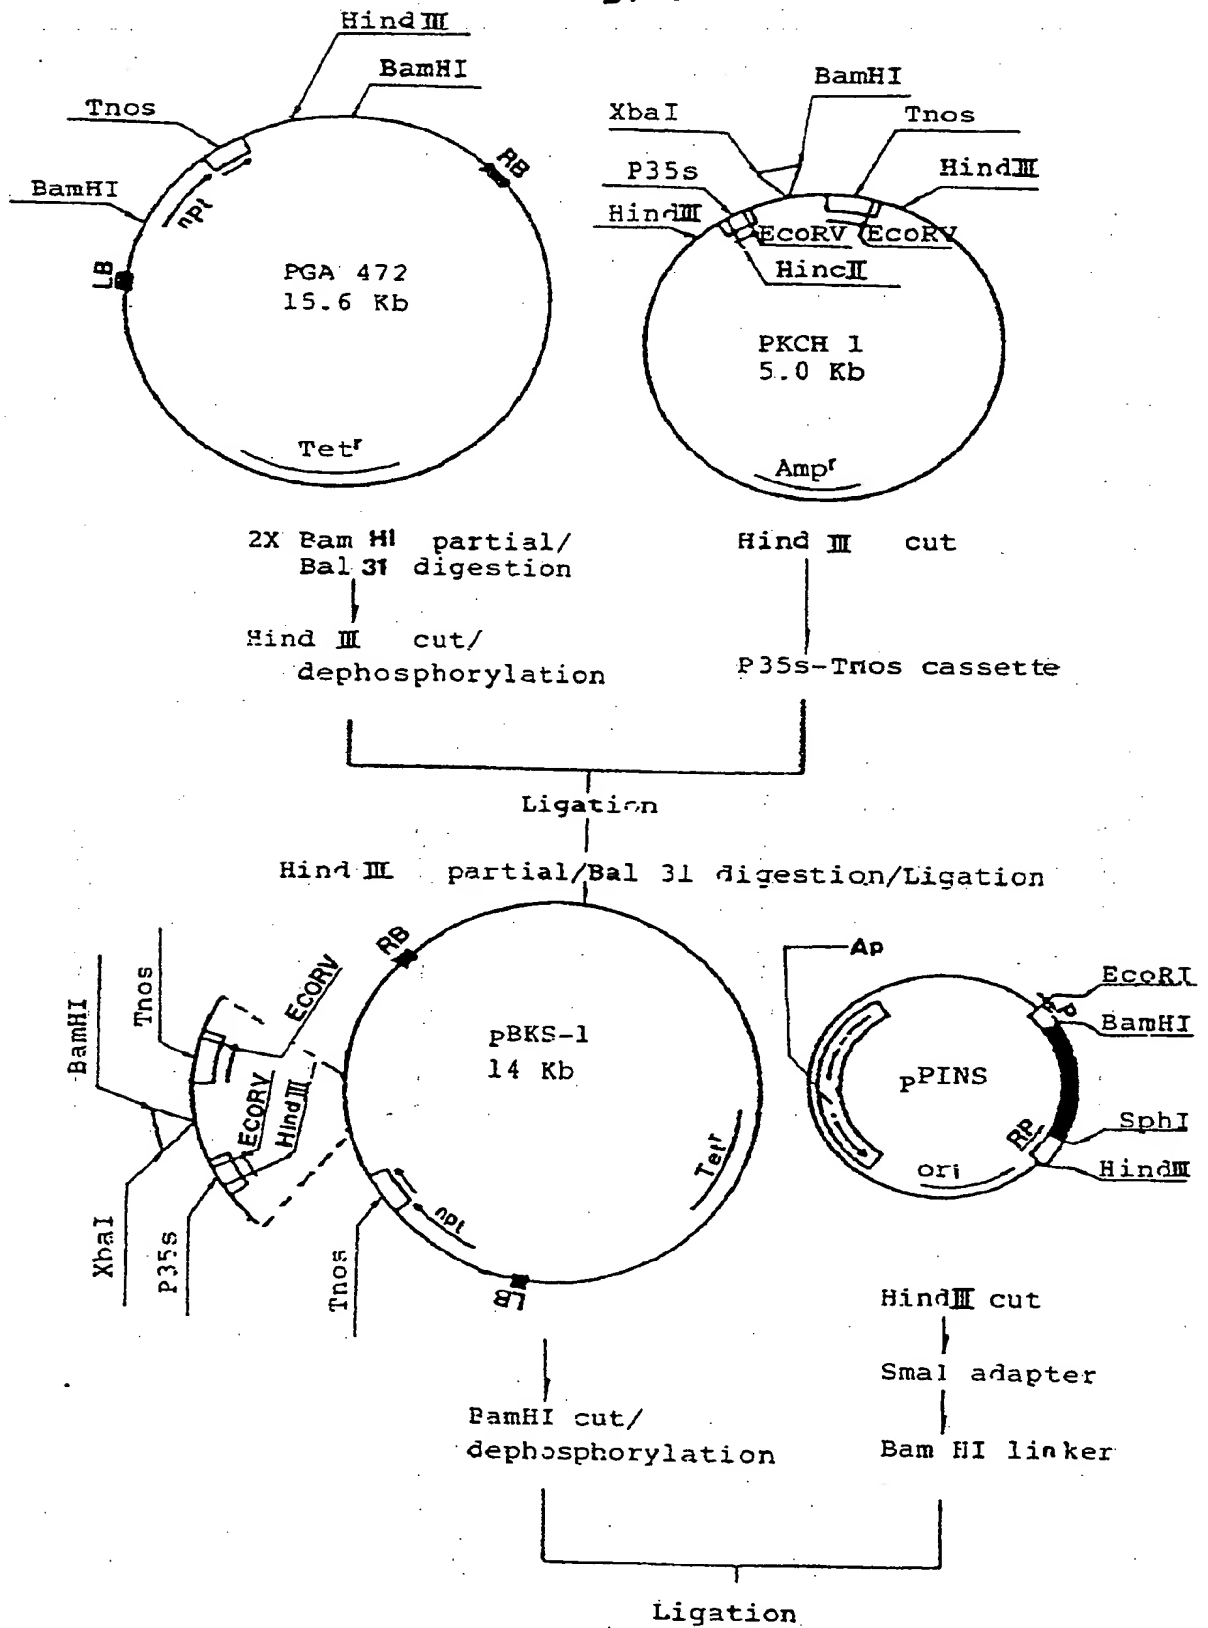 Hind III
BamHI
Tnos
BamHI
npt
RB
LB
PGA 472
15.6 Kb
Tetʳ
BamHI
XbaI
Tnos
P35s
HindIII
HindIII
EcoRV
EcoRV
HincII
PKCH 1
5.0 Kb
Ampʳ
2X Bam HI partial/
Bal 31 digestion
Hind III cut/
dephosphorylation
Hind III cut
P35s-Tnos cassette
Ligation
Hind III partial/Bal 31 digestion/Ligation
RB
Tnos
BamHI
ECORV
ECORV
HindIII
XbaI
P35s
Tnos
npt
LB
pBKS-1
14 Kb
Tetʳ
Ap
EcoRI
BamHI
pPINS
SphI
RP
HindIII
ori
BamHI cut/
dephosphorylation
HindIII cut
SmaI adapter
Bam HI linker
Ligation